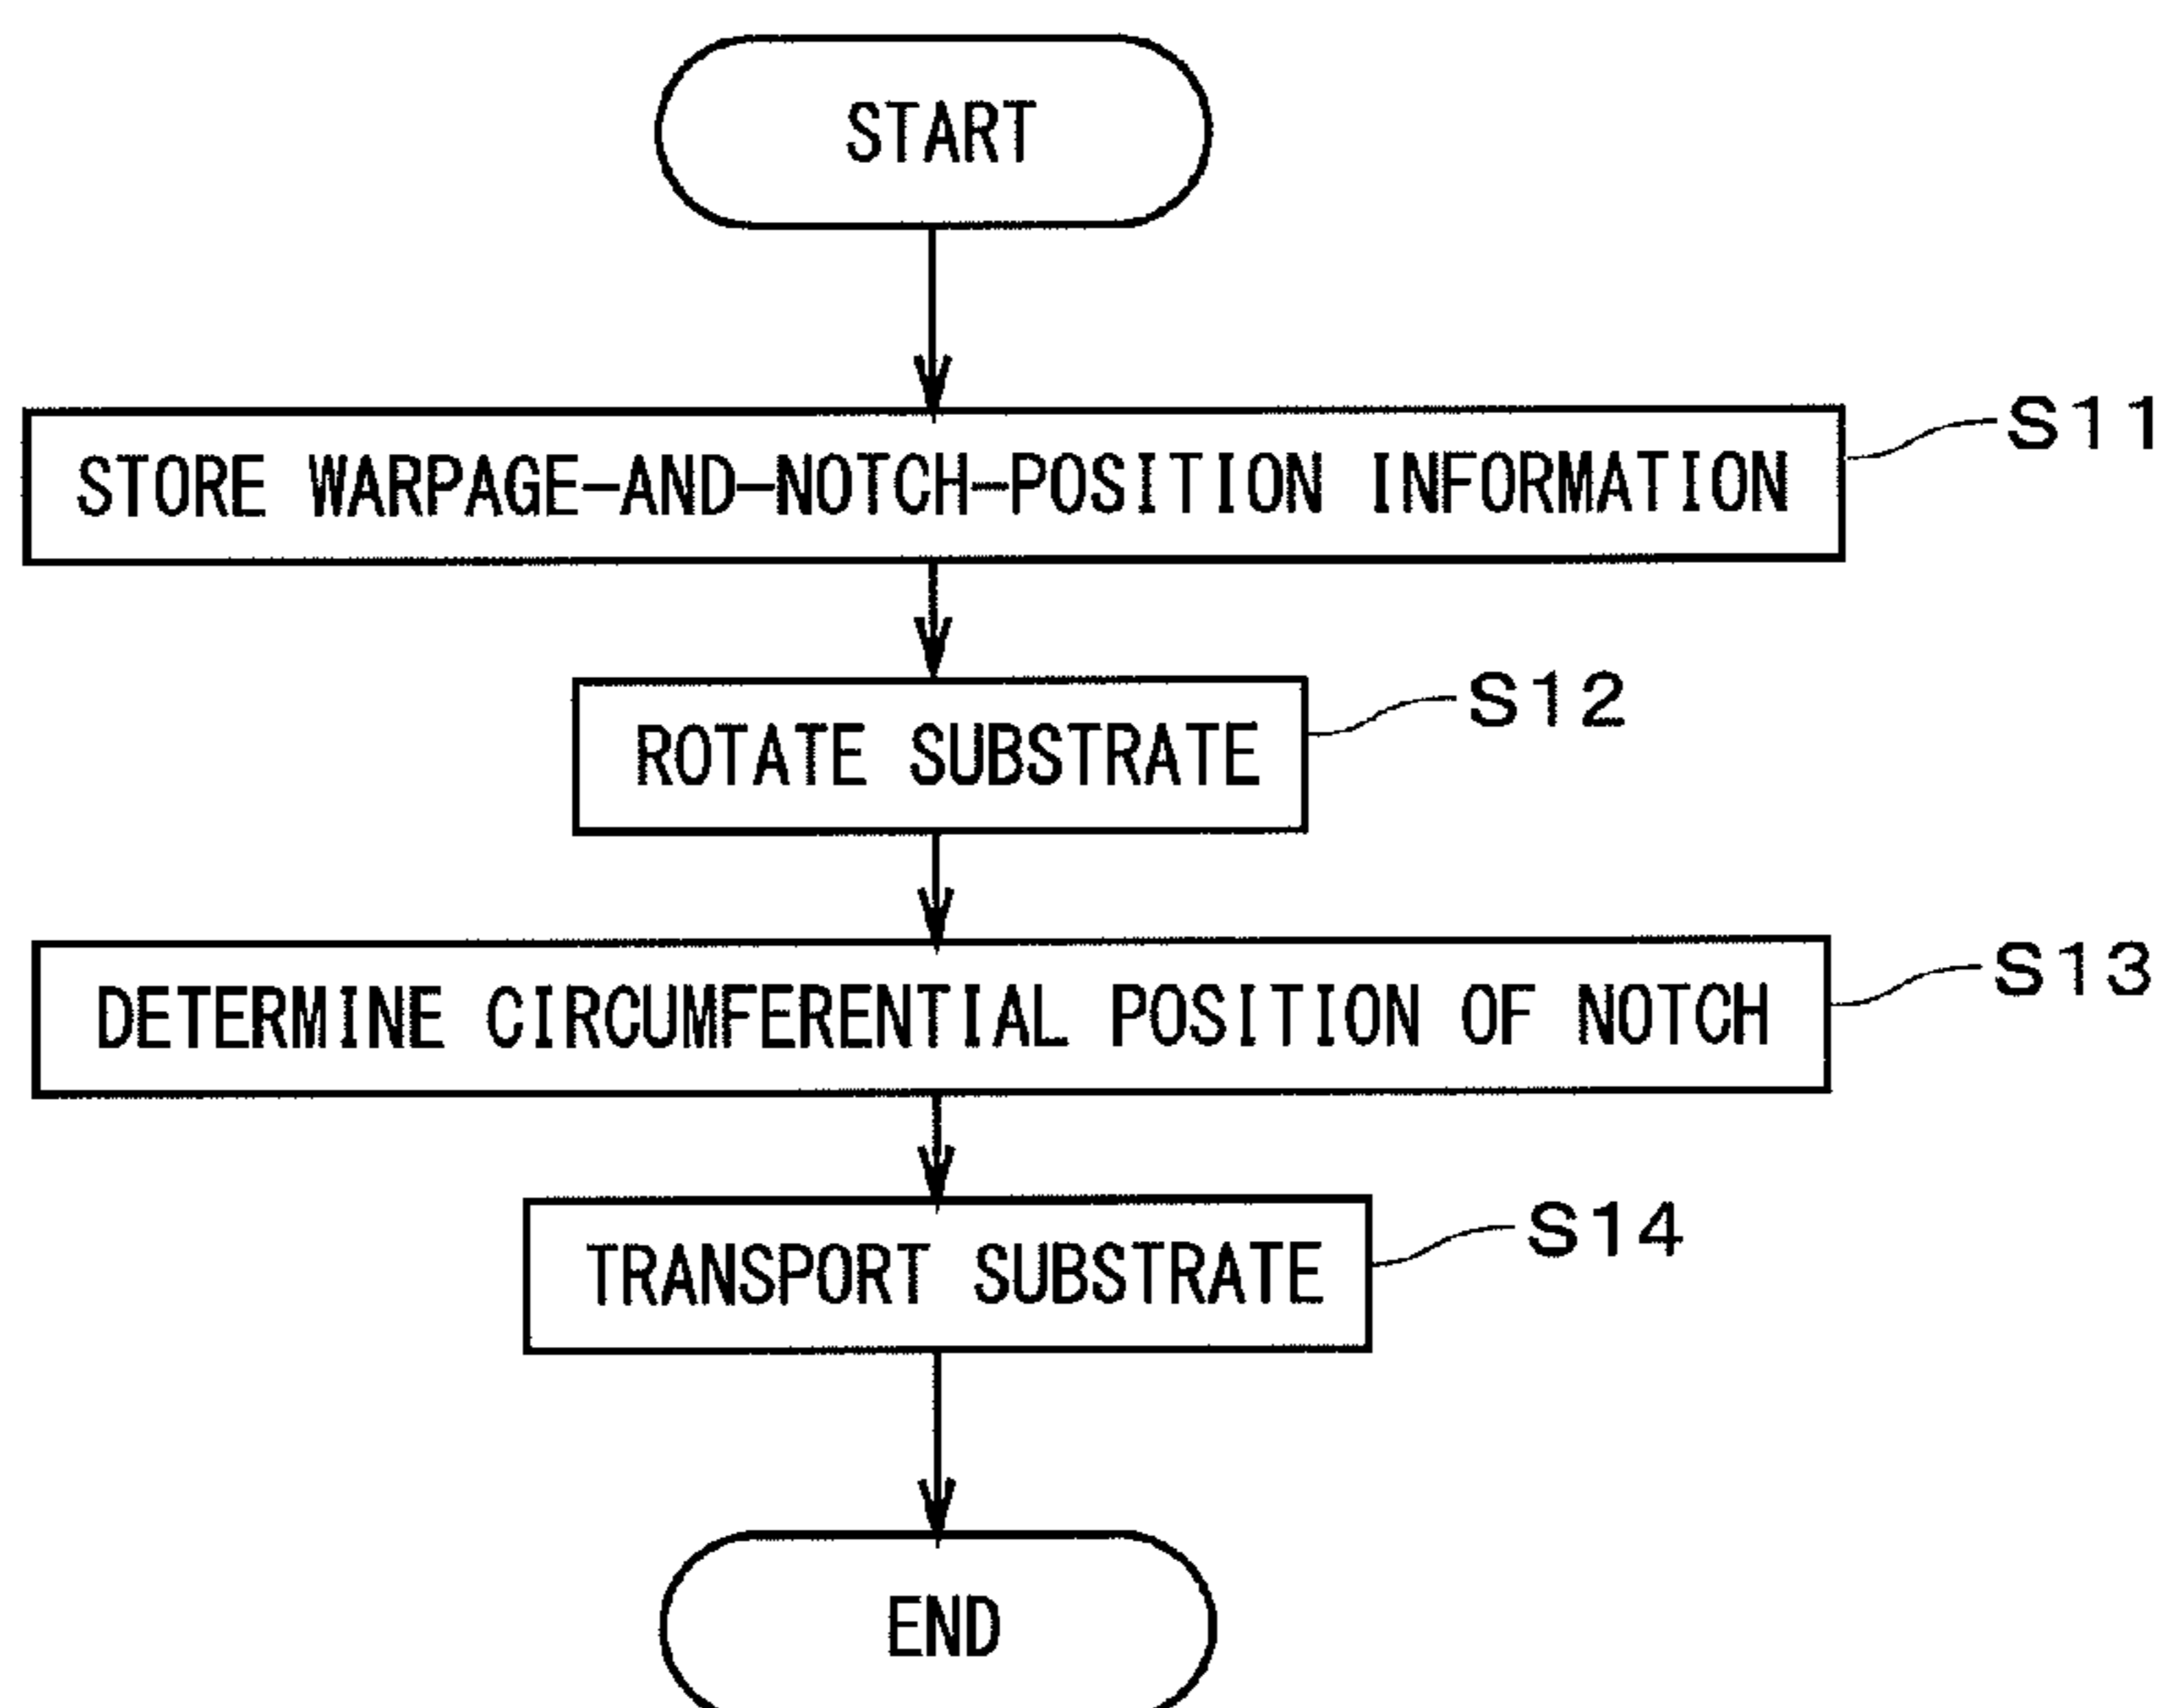 START
STORE WARPAGE-AND-NOTCH-POSITION INFORMATION
S11
ROTATE SUBSTRATE
S12
DETERMINE CIRCUMFERENTIAL POSITION OF NOTCH
S13
TRANSPORT SUBSTRATE
S14
END